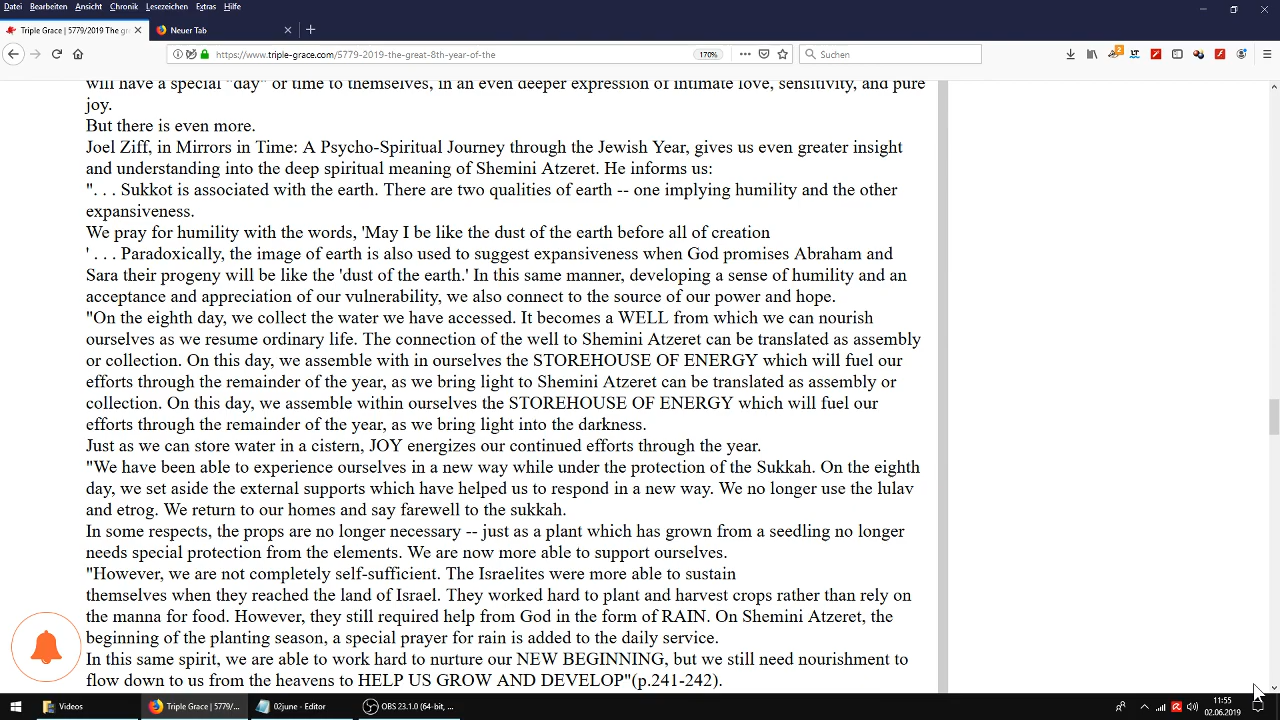 Datei Bearbeiten Ansicht Chronik Lesezeichen Extras Hilfe
Triple Grace | 5779/2019 The gr
Neuer Tab
https://www.triple-grace.com/5779-2019-the-great-8th-year-of-the
170%
Suchen
will have a special "day" or time to themselves, in an even deeper expression of intimate love, sensitivity, and pure
joy.
But there is even more.
Joel Ziff, in Mirrors in Time: A Psycho-Spiritual Journey through the Jewish Year, gives us even greater insight
and understanding into the deep spiritual meaning of Shemini Atzeret. He informs us:
". . . Sukkot is associated with the earth. There are two qualities of earth -- one implying humility and the other
expansiveness.
We pray for humility with the words, 'May I be like the dust of the earth before all of creation
' . . . Paradoxically, the image of earth is also used to suggest expansiveness when God promises Abraham and
Sara their progeny will be like the 'dust of the earth.' In this same manner, developing a sense of humility and an
acceptance and appreciation of our vulnerability, we also connect to the source of our power and hope.
"On the eighth day, we collect the water we have accessed. It becomes a WELL from which we can nourish
ourselves as we resume ordinary life. The connection of the well to Shemini Atzeret can be translated as assembly
or collection. On this day, we assemble with in ourselves the STOREHOUSE OF ENERGY which will fuel our
efforts through the remainder of the year, as we bring light to Shemini Atzeret can be translated as assembly or
collection. On this day, we assemble within ourselves the STOREHOUSE OF ENERGY which will fuel our
efforts through the remainder of the year, as we bring light into the darkness.
Just as we can store water in a cistern, JOY energizes our continued efforts through the year.
"We have been able to experience ourselves in a new way while under the protection of the Sukkah. On the eighth
day, we set aside the external supports which have helped us to respond in a new way. We no longer use the lulav
and etrog. We return to our homes and say farewell to the sukkah.
In some respects, the props are no longer necessary -- just as a plant which has grown from a seedling no longer
needs special protection from the elements. We are now more able to support ourselves.
"However, we are not completely self-sufficient. The Israelites were more able to sustain
themselves when they reached the land of Israel. They worked hard to plant and harvest crops rather than rely on
the manna for food. However, they still required help from God in the form of RAIN. On Shemini Atzeret, the
beginning of the planting season, a special prayer for rain is added to the daily service.
In this same spirit, we are able to work hard to nurture our NEW BEGINNING, but we still need nourishment to
flow down to us from the heavens to HELP US GROW AND DEVELOP"(p.241-242).
Videos
Triple Grace | 5779/...
02june - Editor
OBS 23.1.0 (64-bit, ...
11:55
02.06.2019